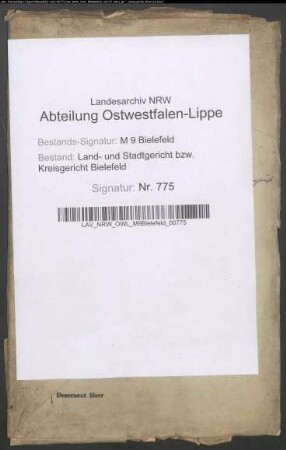 Landesarchiv NRW
Abteilung Ostwestfalen-Lippe
Bestands-Signatur: M 9 Bielefeld
Bestand: Land- und Stadtgericht bzw.
Kreisgericht Bielefeld
Signatur: Nr. 775
LAV_NRW_OWL_M9Bielefeld_00775